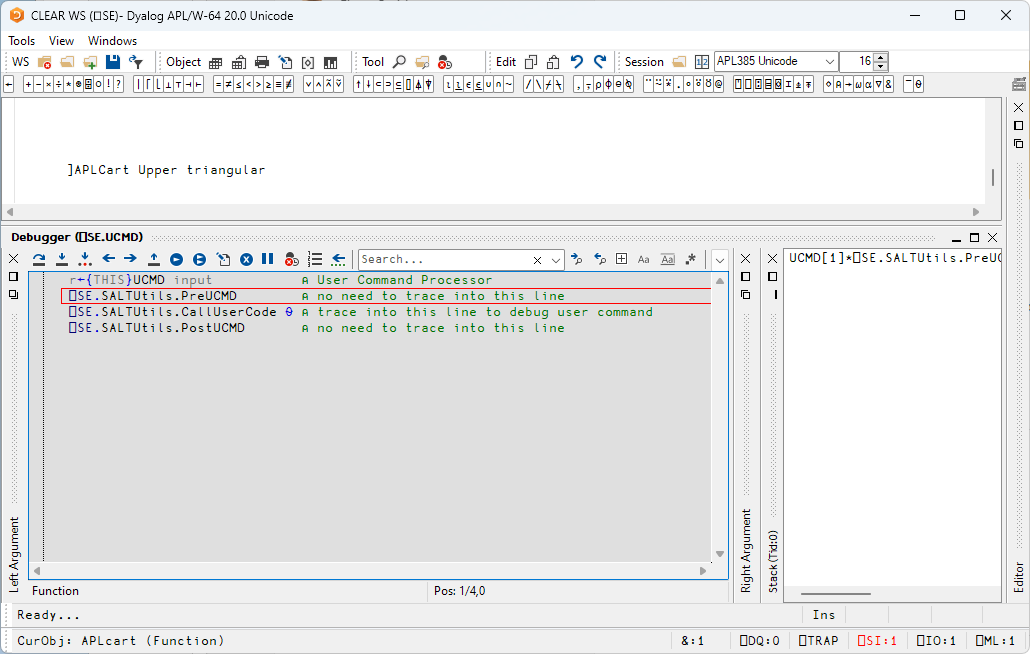 CLEAR WS (⎕SE)- Dyalog APL/W-64 20.0 Unicode
Tools View Windows
WS Object Tool Edit Session APL385 Unicode 16
]APLCart Upper triangular
Debugger (⎕SE.UCMD)
Search... Aa Aa .*
r←{THIS}UCMD input ⍝ User Command Processor
⎕SE.SALTUtils.PreUCMD ⍝ no need to trace into this line
⎕SE.SALTUtils.CallUserCode ⍬ ⍝ trace into this line to debug user command
⎕SE.SALTUtils.PostUCMD ⍝ no need to trace into this line
UCMD[1]*⎕SE.SALTUtils.PreUC
Left Argument
Right Argument
Stack (Tid:0)
Editor
Function Pos: 1/4,0
Ready... Ins
CurObj: APLcart (Function) &:1 ⎕DQ:0 ⎕TRAP ⎕SI:1 ⎕IO:1 ⎕ML:1